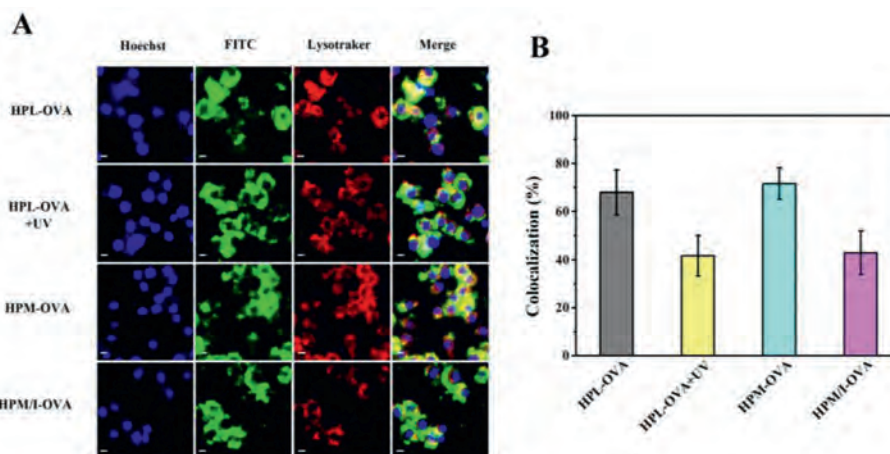 A
Hoechst FITC Lysotraker Merge
HPL-OVA
HPL-OVA
+UV
HPM-OVA
HPM/I-OVA
B
Colocalization (%)
100
80
60
40
20
0
HPL-OVA
HPL-OVA+UV
HPM-OVA
HPM/I-OVA